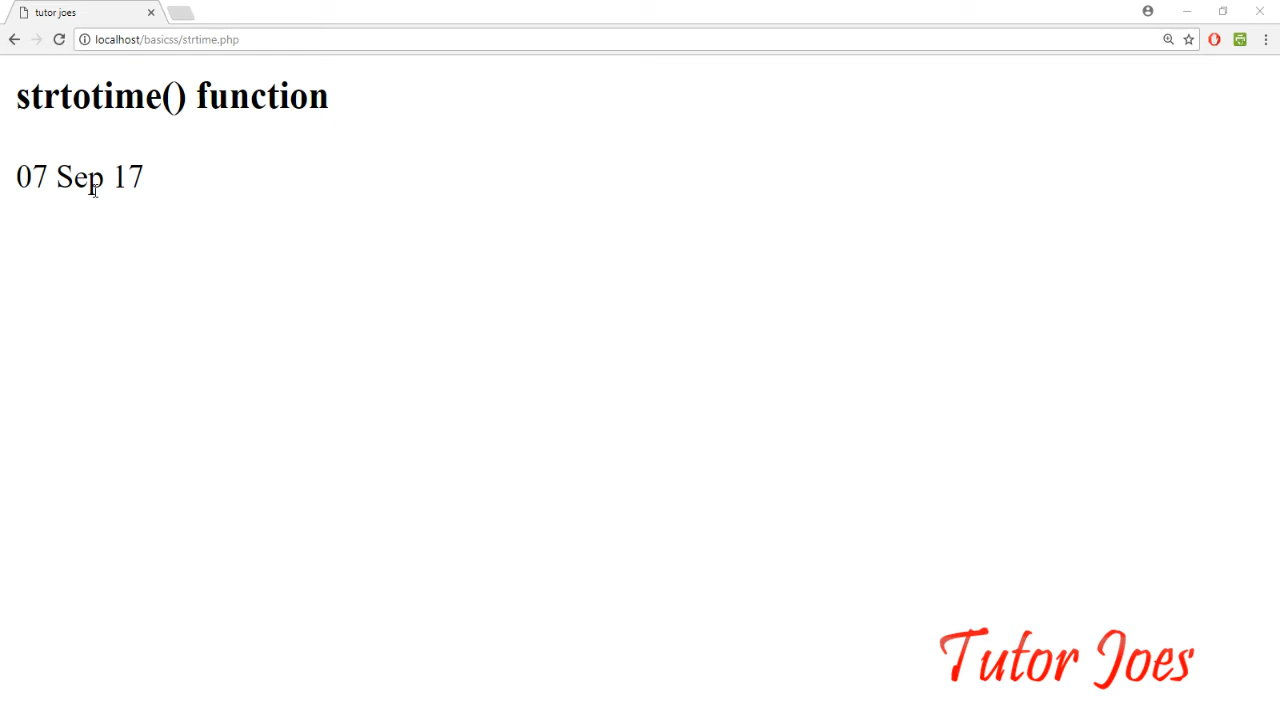 tutor joes
localhost/basicss/strtime.php
strtotime() function
07 Sep 17
Tutor Joes